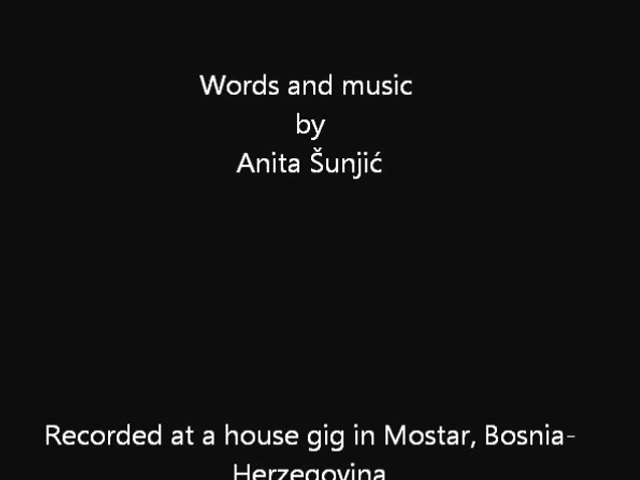 Words and music
by
Anita Šunjić
Recorded at a house gig in Mostar, Bosnia-
Herzegovina